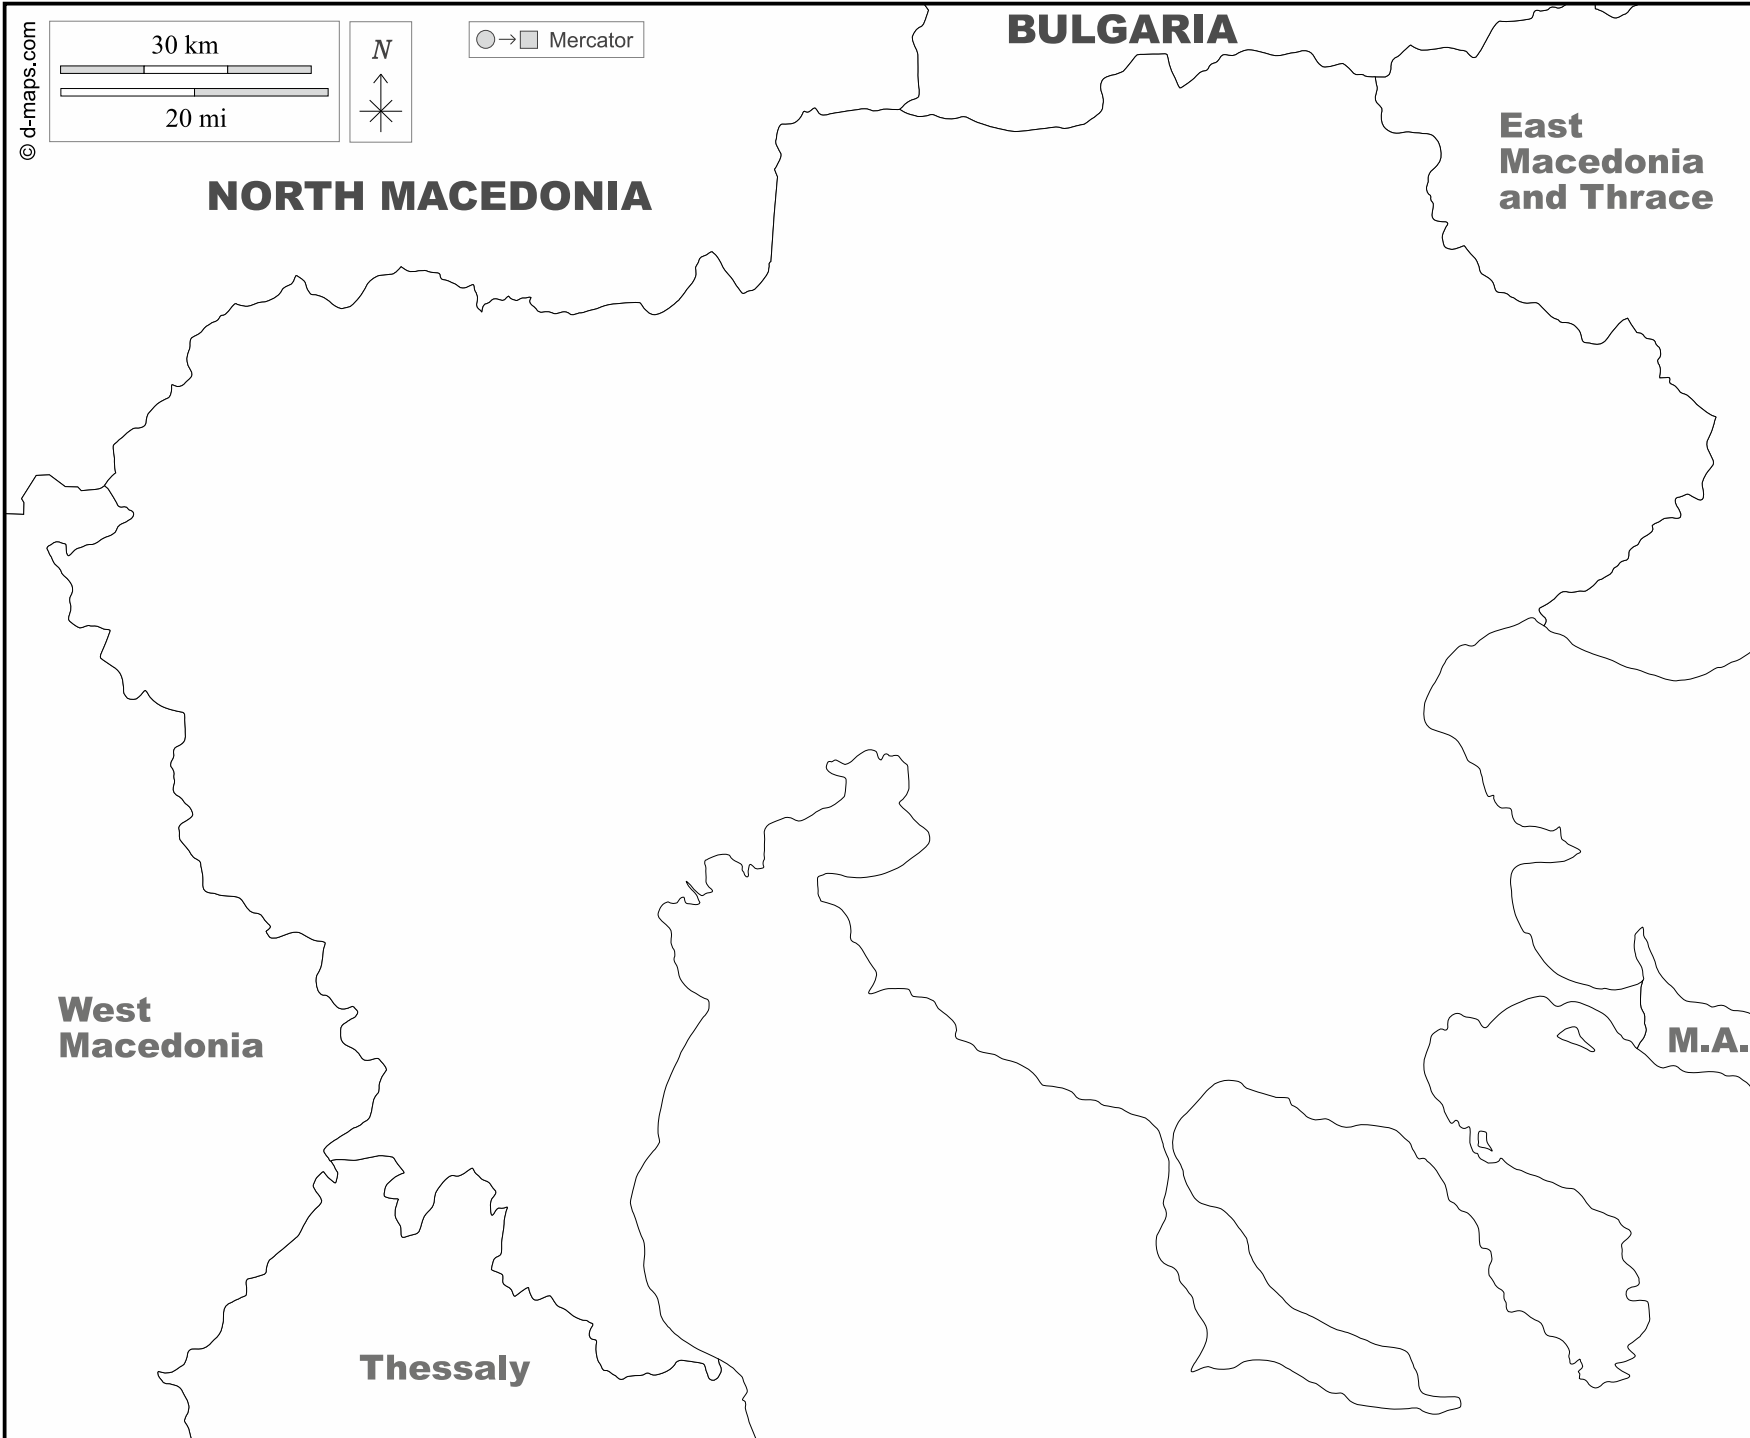 © d-maps.com
30 km
20 mi
N
Mercator
BULGARIA
East
Macedonia
and Thrace
NORTH MACEDONIA
West
Macedonia
M.A.
Thessaly